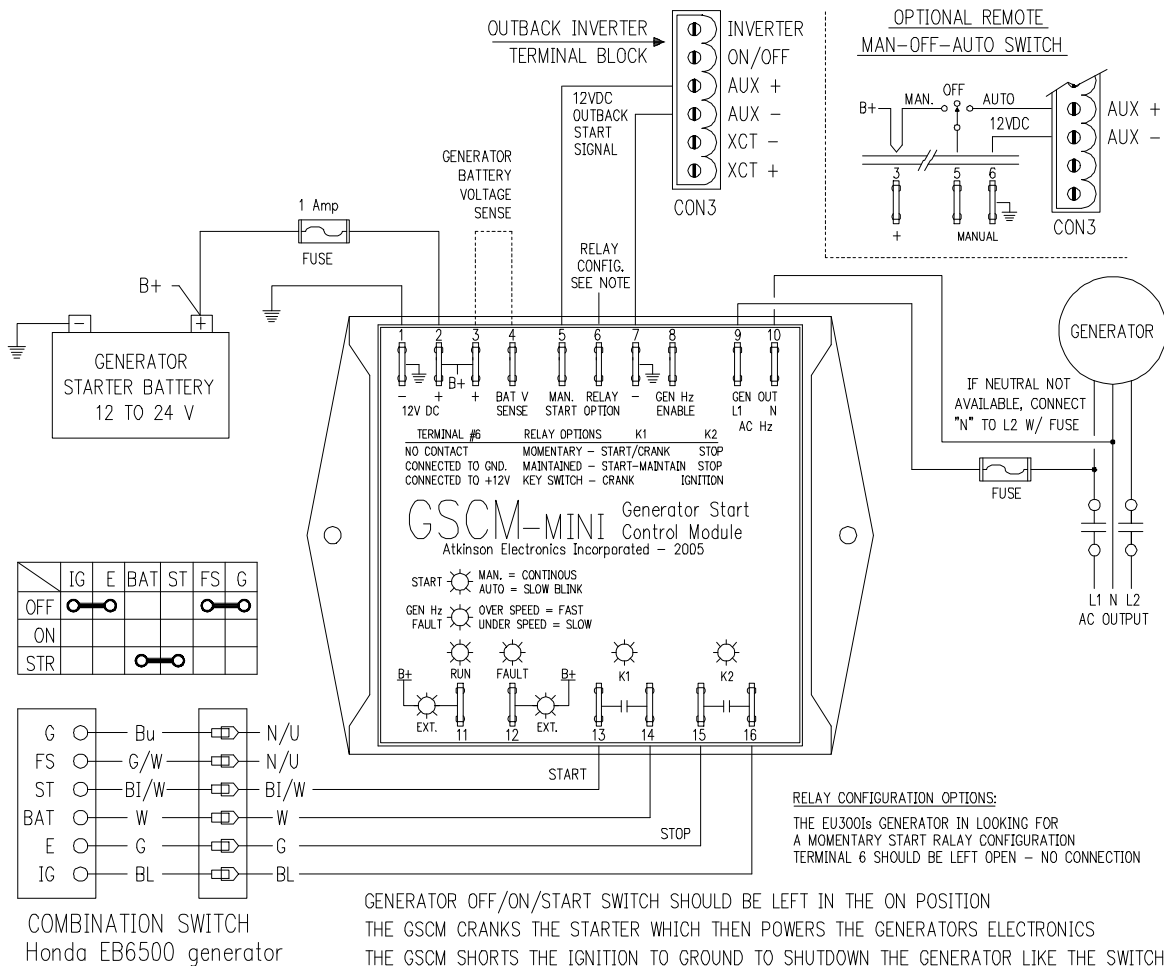 OUTBACK INVERTER
TERMINAL BLOCK
INVERTER
ON/OFF
AUX +
AUX -
XCT -
XCT +
CON3
12VDC
OUTBACK
START
SIGNAL
OPTIONAL REMOTE
MAN-OFF-AUTO SWITCH
B+
MAN.
OFF
AUTO
12VDC
AUX +
AUX -
3
5
6
+
MANUAL
CON3
GENERATOR
BATTERY
VOLTAGE
SENSE
1 Amp
FUSE
RELAY
CONFIG.
SEE NOTE
B+
-
+
GENERATOR
STARTER BATTERY
12 TO 24 V
GENERATOR
IF NEUTRAL NOT
AVAILABLE, CONNECT
"N" TO L2 W/ FUSE
FUSE
L1 N L2
AC OUTPUT
1 2 3 4 5 6 7 8 9 10
B+
- + + BAT V MAN. RELAY - GEN Hz GEN OUT
12V DC SENSE START OPTION ENABLE L1 N
AC Hz
TERMINAL #6 RELAY OPTIONS K1 K2
NO CONTACT MOMENTARY - START/CRANK STOP
CONNECTED TO GND. MAINTAINED - START-MAINTAIN STOP
CONNECTED TO +12V KEY SWITCH - CRANK IGNITION
GSCM-MINI Generator Start
Control Module
Atkinson Electronics Incorporated - 2005
START MAN. = CONTINOUS
AUTO = SLOW BLINK
GEN Hz OVER SPEED = FAST
FAULT UNDER SPEED = SLOW
RUN FAULT K1 K2
B+ B+
EXT. EXT.
11 12 13 14 15 16
IG E BAT ST FS G
OFF
ON
STR
G Bu N/U
FS G/W N/U
ST BI/W BI/W
BAT W W
E G G
IG BL BL
START
STOP
COMBINATION SWITCH
Honda EB6500 generator
RELAY CONFIGURATION OPTIONS:
THE EU300Is GENERATOR IN LOOKING FOR
A MOMENTARY START RALAY CONFIGURATION
TERMINAL 6 SHOULD BE LEFT OPEN - NO CONNECTION
GENERATOR OFF/ON/START SWITCH SHOULD BE LEFT IN THE ON POSITION
THE GSCM CRANKS THE STARTER WHICH THEN POWERS THE GENERATORS ELECTRONICS
THE GSCM SHORTS THE IGNITION TO GROUND TO SHUTDOWN THE GENERATOR LIKE THE SWITCH